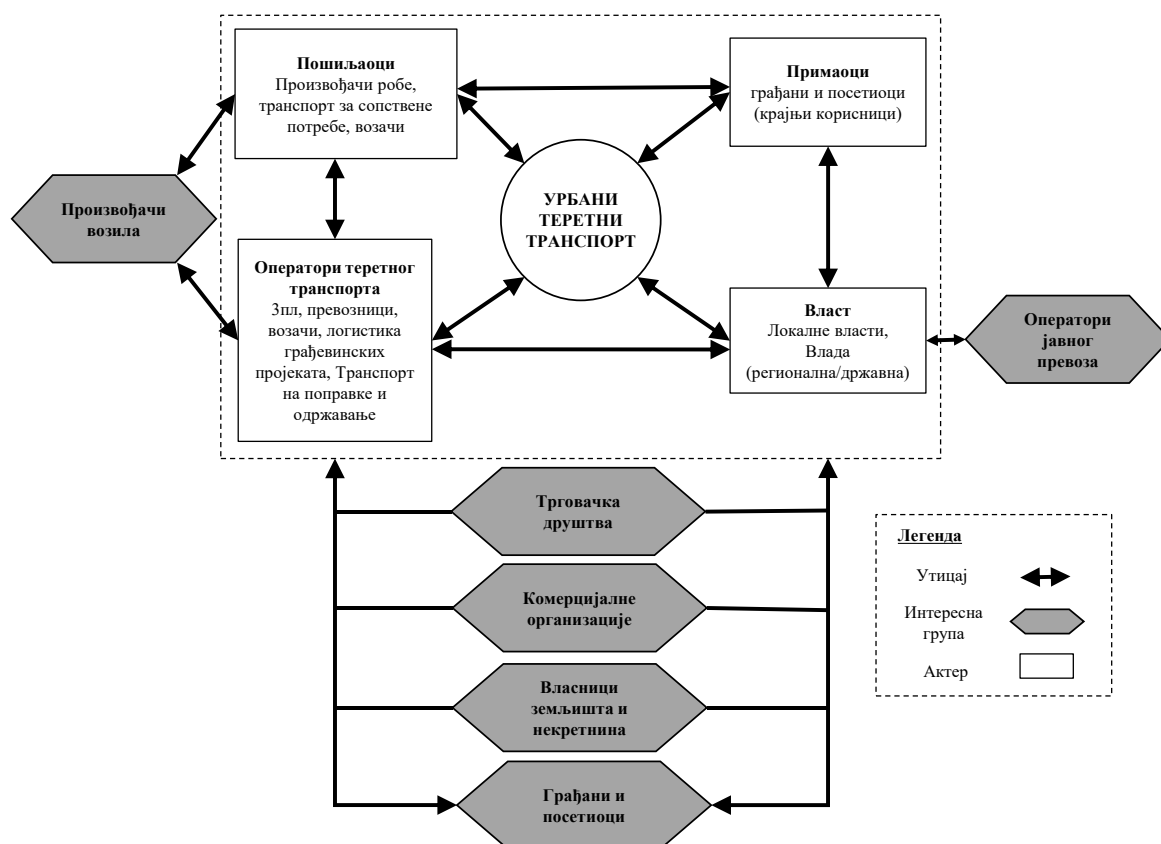 Пошиљаоци
Произвођачи робе,
транспорт за сопствене
потребе, возачи
Примаоци
грађани и посетиоци
(крајњи корисници)
Произвођачи
возила
УРБАНИ
ТЕРЕТНИ
ТРАНСПОРТ
Оператори теретног
транспорта
3пл, превозници,
возачи, логистика
грађевинских
пројеката, Транспорт
на поправке и
одржавање
Власт
Локалне власти,
Влада
(регионална/државна)
Оператори
јавног
превоза
Трговачка
друштва
Комерцијалне
организације
Власници
земљишта и
некретнина
Грађани и
посетиоци
Легенда
Утицај
Интересна
група
Актер